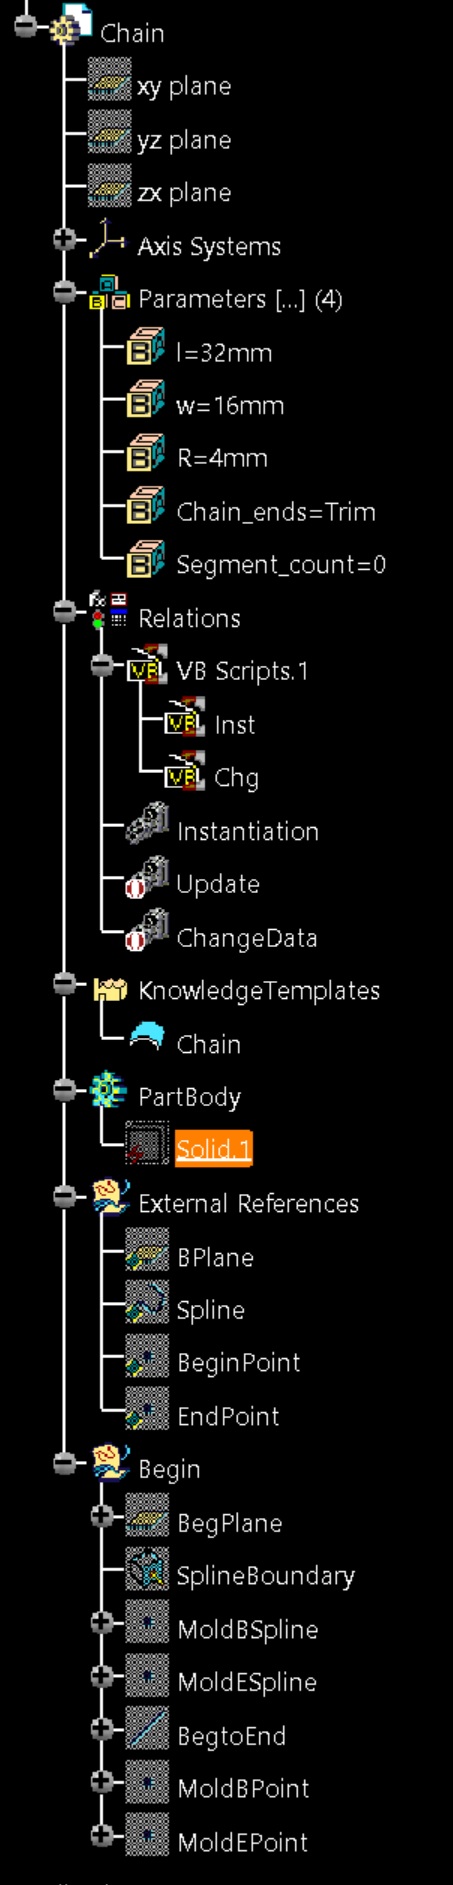 Chain
xy plane
yz plane
zx plane
Axis Systems
Parameters [...] (4)
l=32mm
w=16mm
R=4mm
Chain_ends=Trim
Segment_count=0
Relations
VB Scripts.1
Inst
Chg
Instantiation
Update
ChangeData
KnowledgeTemplates
Chain
PartBody
Solid.1
External References
BPlane
Spline
BeginPoint
EndPoint
Begin
BegPlane
SplineBoundary
MoldBSpline
MoldESpline
BegtoEnd
MoldBPoint
MoldEPoint